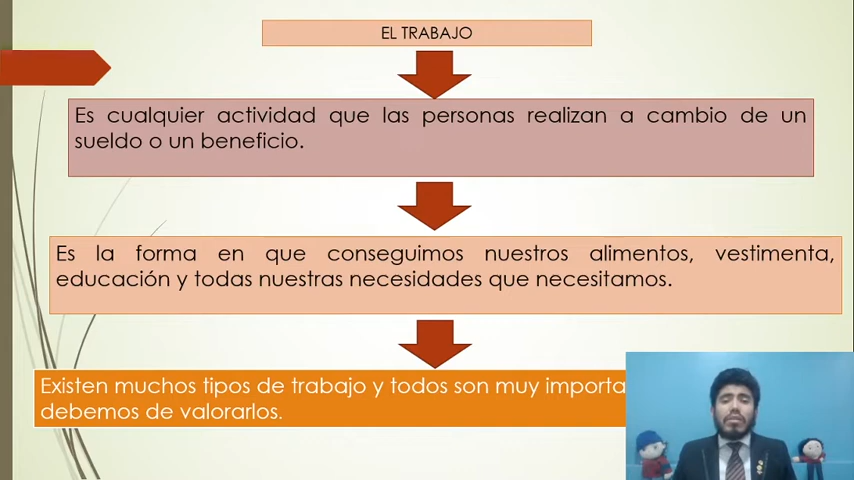 EL TRABAJO
Es cualquier actividad que las personas realizan a cambio de un
sueldo o un beneficio.
Es la forma en que conseguimos nuestros alimentos, vestimenta,
educación y todas nuestras necesidades que necesitamos.
Existen muchos tipos de trabajo y todos son muy
debemos de valorarlos.